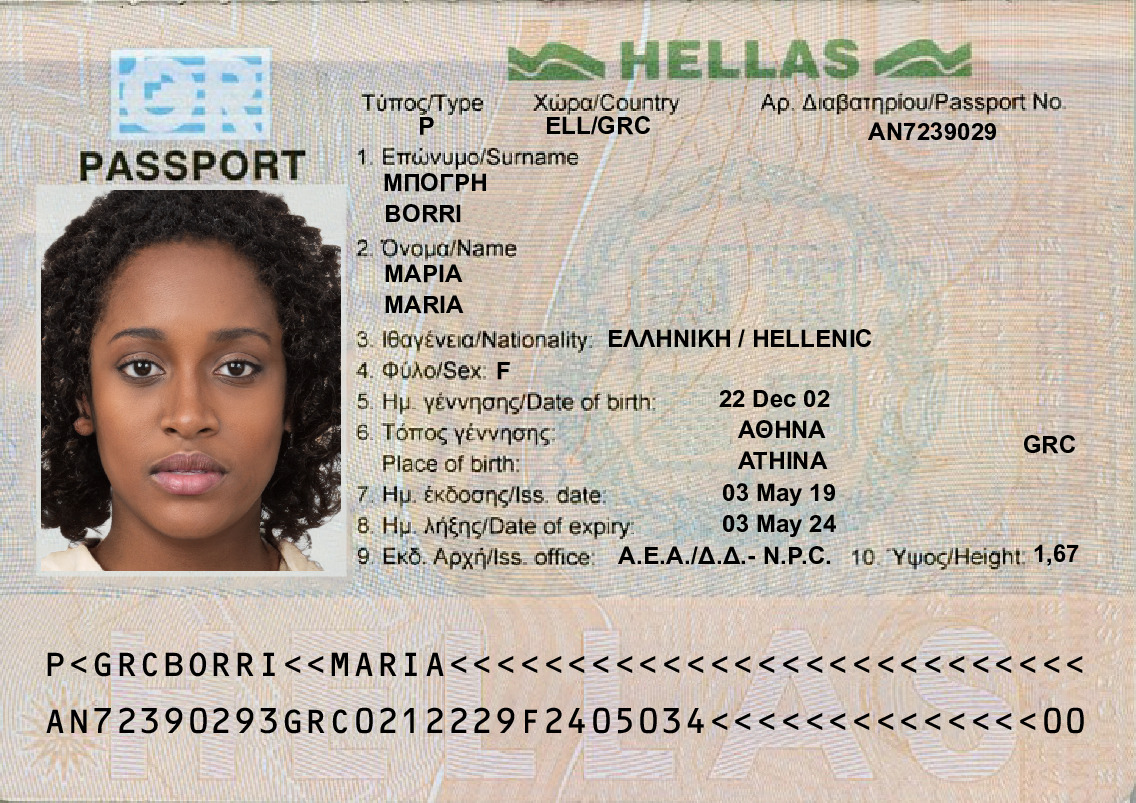 GR
PASSPORT
HELLAS
Τύπος/Type Χώρα/Country Αρ. Διαβατηρίου/Passport No.
P ELL/GRC AN7239029
1. Επώνυμο/Surname
ΜΠΟΓΡΗ
BORRI
2. Όνομα/Name
ΜΑΡΙΑ
MARIA
3. Ιθαγένεια/Nationality: ΕΛΛΗΝΙΚΗ / HELLENIC
4. Φύλο/Sex: F
5. Ημ. γέννησης/Date of birth: 22 Dec 02
6. Τόπος γέννησης: ΑΘΗΝΑ
Place of birth: ATHINA GRC
7. Ημ. έκδοσης/Iss. date: 03 May 19
8. Ημ. λήξης/Date of expiry: 03 May 24
9. Εκδ. Αρχή/Iss. office: Α.Ε.Α./Δ.Δ.- N.P.C. 10. Ύψος/Height: 1,67
P<GRCBORRI<<MARIA<<<<<<<<<<<<<<<<<<<<<<<<<<<
AN72390293GRC0212229F2405034<<<<<<<<<<<<<<00
HELLAS